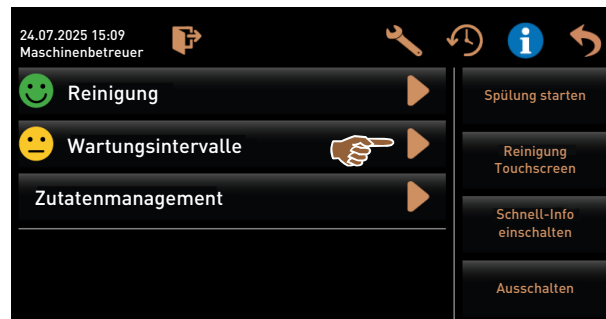 24.07.2025 15:09
Maschinenbetreuer
Reinigung
Wartungsintervalle
Zutatenmanagement
Spülung starten
Reinigung
Touchscreen
Schnell-Info
einschalten
Ausschalten